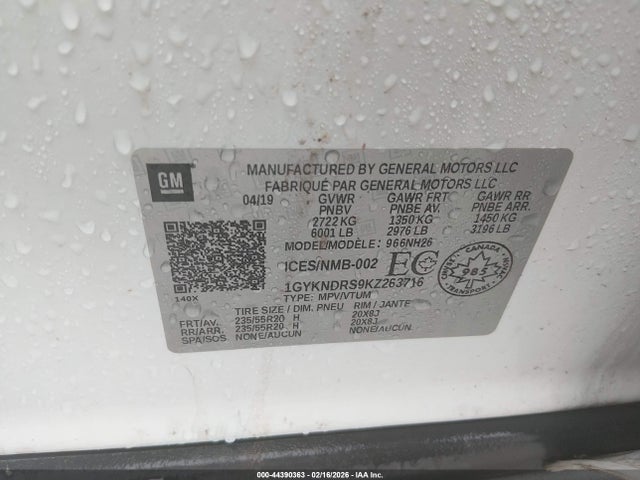 GM
MANUFACTURED BY GENERAL MOTORS LLC
FABRIQUÉ PAR GENERAL MOTORS LLC
04/19 GVWR GAWR FRT GAWR RR
PNBV PNBE AV. PNBE ARR.
2722 KG 1350 KG 1450 KG
6001 LB 2976 LB 3196 LB
MODEL/MODÈLE: 966NH26
ICES/NMB-002 EC
CANADA
985
1GYKNDRS9KZ263716
140X
TYPE: MPV/VTUM
TIRE SIZE / DIM. PNEU RIM / JANTE
FRT/AV. 235/55R20 H 20X8J
RR/ARR. 235/55R20 H 20X8J
SPA/SOS NONE/AUCUN NONE/AUCUN
000-44390363 - 02/16/2026 - IAA Inc.